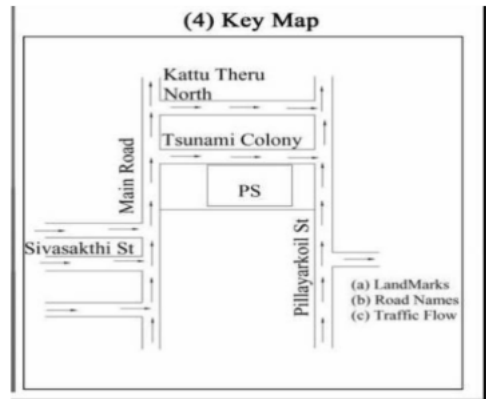 (4) Key Map
Kattu Theru
North
Tsunami Colony
Main Road
PS
Sivasakthi St
Pillayarkoil St
(a) LandMarks
(b) Road Names
(c) Traffic Flow